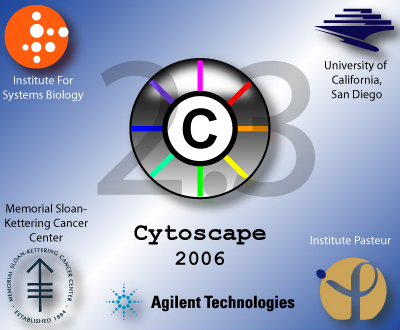 Institute For
Systems Biology
University of
California,
San Diego
2.3
C
Memorial Sloan-
Kettering Cancer
Center
Cytoscape
2006
Institute Pasteur
MEMORIAL SLOAN-KETTERING CANCER CENTER
ESTABLISHED 1884
Agilent Technologies